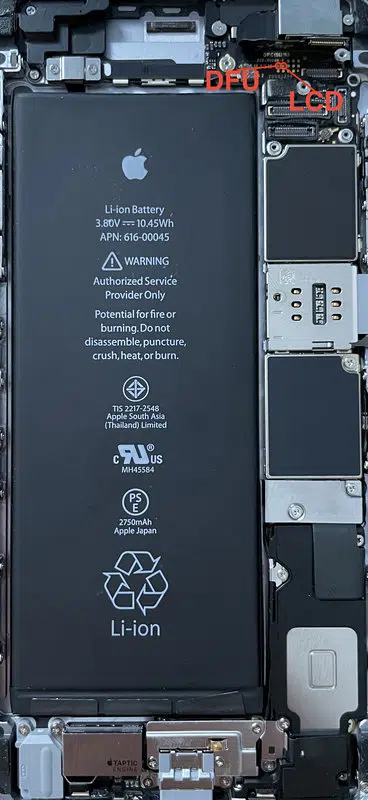 DFU
LCD
Li-ion Battery
3.80V 10.45Wh
APN: 616-00045
WARNING
Authorized Service
Provider Only
Potential for fire or
burning. Do not
disassemble, puncture,
crush, heat, or burn.
TIS 2217-2548
Apple South Asia
(Thailand) Limited
c RU® US
MH45584
PS
E
2750mAh
Apple Japan
Li-ion
TAPTIC
ENGINE